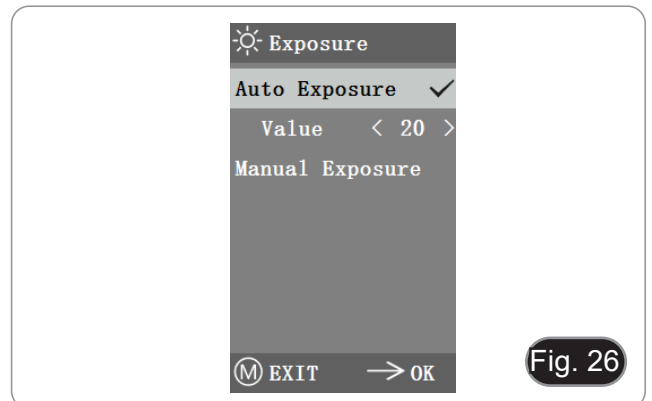 Exposure
Auto Exposure
Value < 20 >
Manual Exposure
M EXIT → OK
Fig. 26